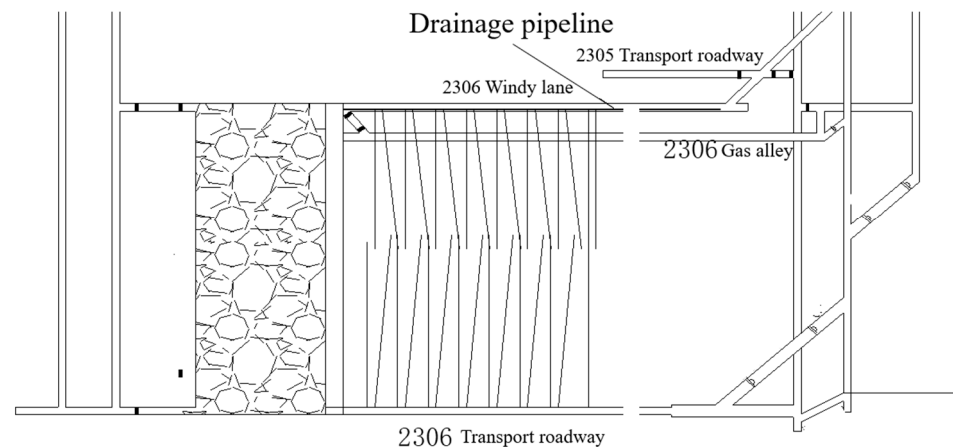 Drainage pipeline
2305 Transport roadway
2306 Windy lane
2306 Gas alley
2306 Transport roadway